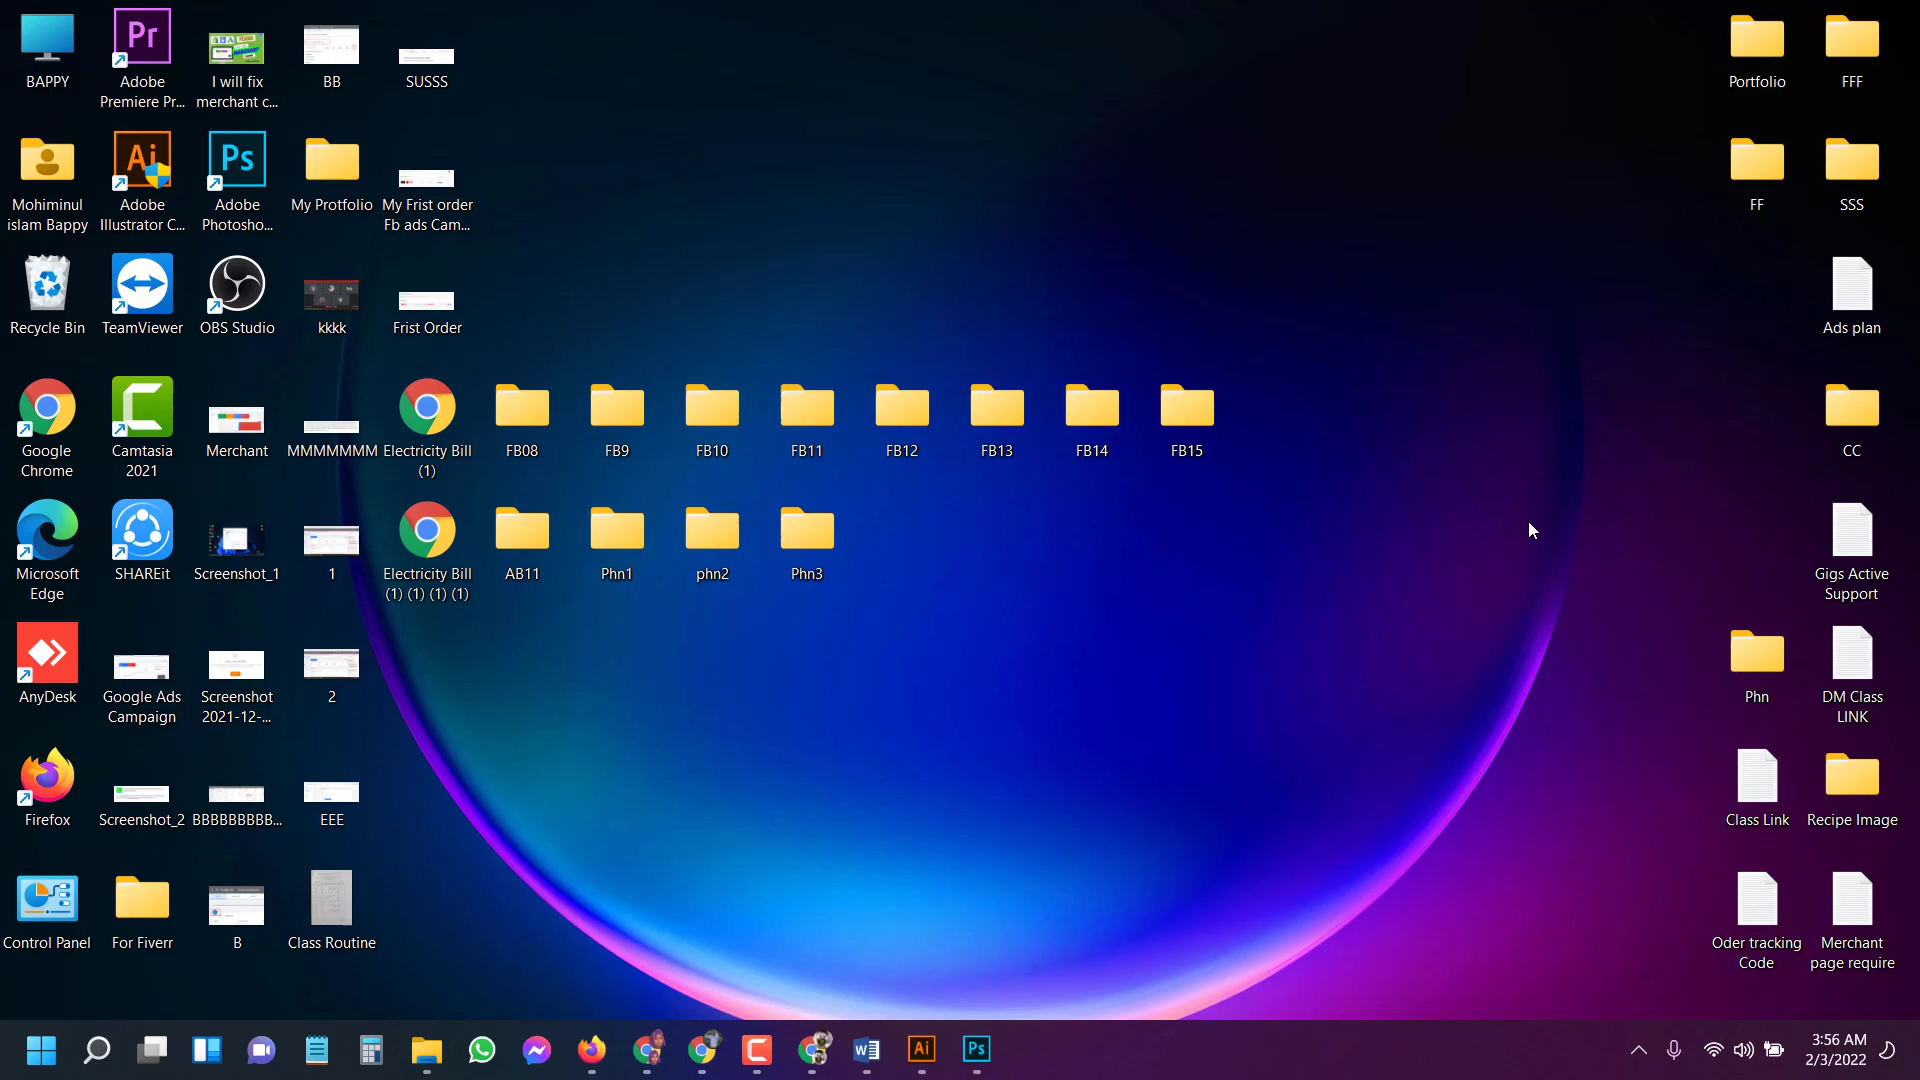 BAPPY
Adobe
Premiere Pr...
I will fix
merchant c...
BB
SUSSS
Portfolio
FFF
Mohiminul
islam Bappy
Adobe
Illustrator C...
Adobe
Photosho...
My Protfolio
My Frist order
Fb ads Cam...
FF
SSS
Recycle Bin
TeamViewer
OBS Studio
kkkk
Frist Order
Ads plan
Google
Chrome
Camtasia
2021
Merchant
MMMMMMM
Electricity Bill
(1)
FB08
FB9
FB10
FB11
FB12
FB13
FB14
FB15
CC
Microsoft
Edge
SHAREit
Screenshot_1
1
Electricity Bill
(1) (1) (1) (1)
AB11
Phn1
phn2
Phn3
Gigs Active
Support
AnyDesk
Google Ads
Campaign
Screenshot
2021-12-...
2
Phn
DM Class
LINK
Firefox
Screenshot_2
BBBBBBBBB...
EEE
Class Link
Recipe Image
Control Panel
For Fiverr
B
Class Routine
Oder tracking
Code
Merchant
page require
3:56 AM
2/3/2022
Pr
Ai
Ps
Ai
Ps